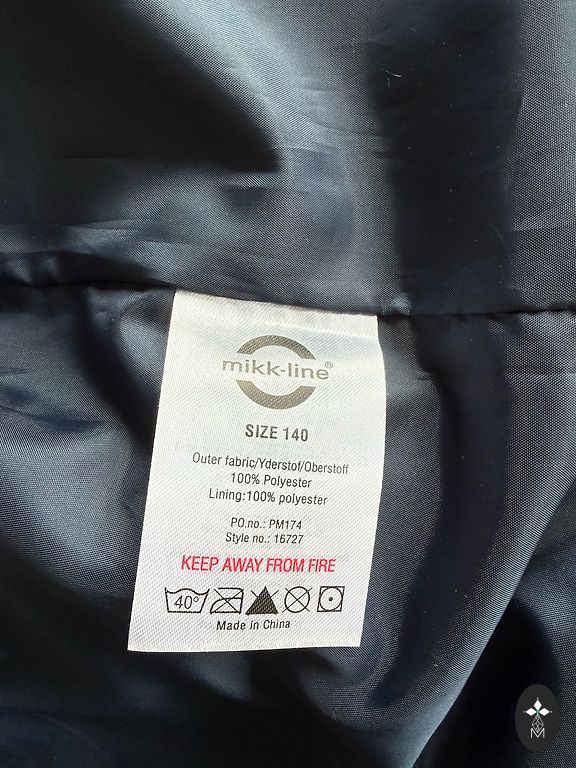 mikk-line®
SIZE 140
Outer fabric/Yderstof/Oberstoff
100% Polyester
Lining:100% polyester
PO.no.: PM174
Style no.: 16727
KEEP AWAY FROM FIRE
40°
Made in China
M